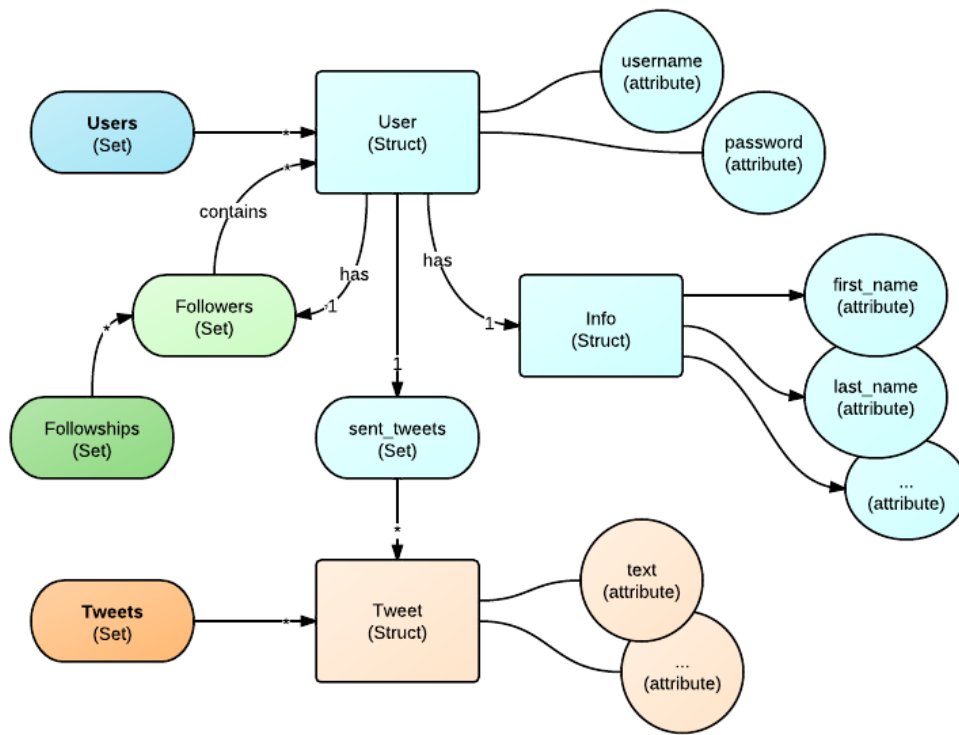 username
(attribute)
Users
(Set)
*
User
(Struct)
password
(attribute)
*
contains
has
has
Followers
(Set)
1
1
Info
(Struct)
first_name
(attribute)
*
1
last_name
(attribute)
Followships
(Set)
sent_tweets
(Set)
...
(attribute)
*
text
(attribute)
Tweets
(Set)
*
Tweet
(Struct)
...
(attribute)